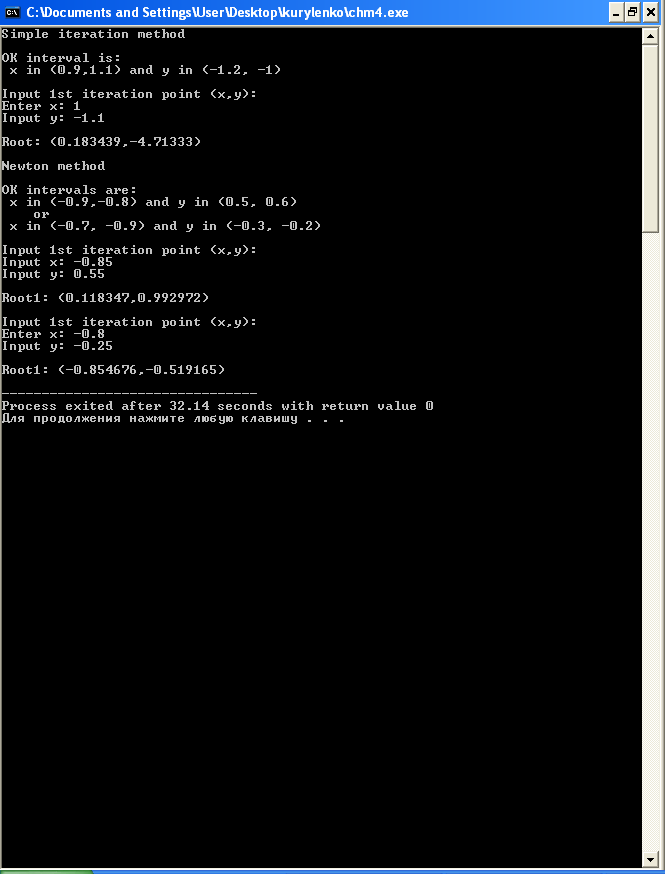 C:\Documents and Settings\User\Desktop\kurylenko\chm4.exe
Simple iteration method
OK interval is:
x in (0.9,1.1) and y in (-1.2, -1)
Input 1st iteration point (x,y):
Enter x: 1
Input y: -1.1
Root: (0.183439,-4.71333)
Newton method
OK intervals are:
x in (-0.9,-0.8) and y in (0.5, 0.6)
or
x in (-0.7, -0.9) and y in (-0.3, -0.2)
Input 1st iteration point (x,y):
Input x: -0.85
Input y: 0.55
Root1: (0.118347,0.992972)
Input 1st iteration point (x,y):
Enter x: -0.8
Input y: -0.25
Root1: (-0.854676,-0.519165)
--------------------------------
Process exited after 32.14 seconds with return value 0
Для продолжения нажмите любую клавишу . . .